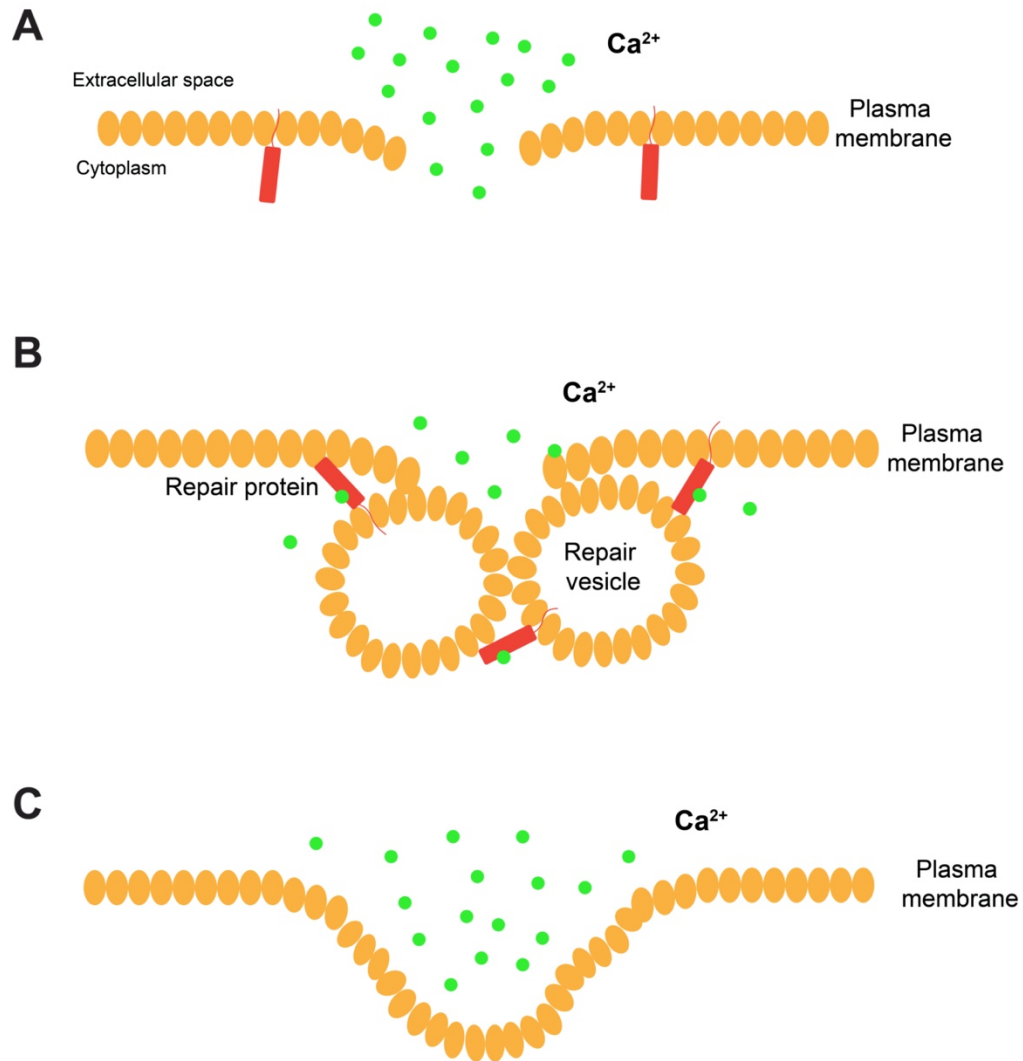 A
Ca²⁺
Extracellular space
Plasma
membrane
Cytoplasm
B
Ca²⁺
Plasma
membrane
Repair protein
Repair
vesicle
C
Ca²⁺
Plasma
membrane